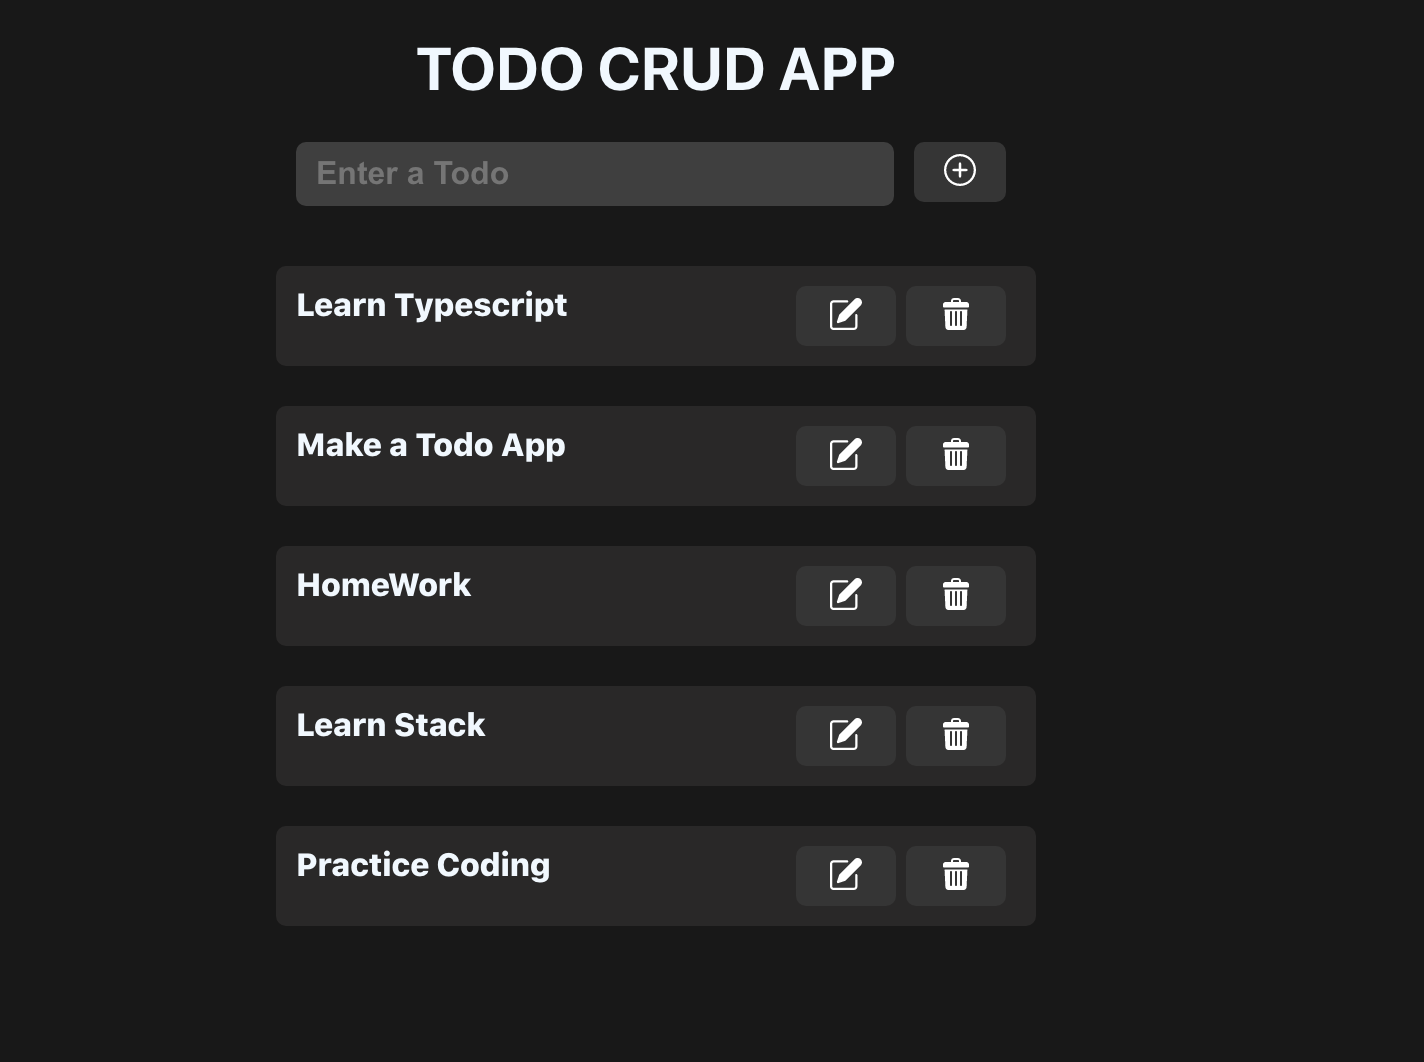 TODO CRUD APP
Enter a Todo
Learn Typescript
Make a Todo App
HomeWork
Learn Stack
Practice Coding